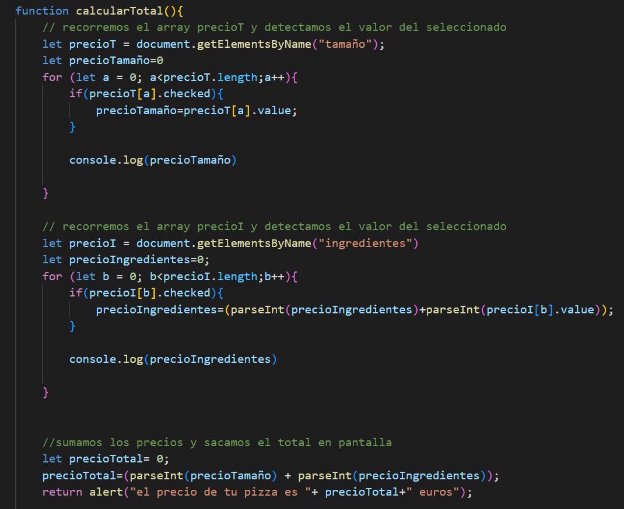 function calcularTotal(){
// recorremos el array precioT y detectamos el valor del seleccionado
let precioT = document.getElementsByName("tamaño");
let precioTamaño=0
for (let a = 0; a<precioT.length;a++){
if(precioT[a].checked){
precioTamaño=precioT[a].value;
}
console.log(precioTamaño)
}
// recorremos el array precioI y detectamos el valor del seleccionado
let precioI = document.getElementsByName("ingredientes")
let precioIngredientes=0;
for (let b = 0; b<precioI.length;b++){
if(precioI[b].checked){
precioIngredientes=(parseInt(precioIngredientes)+parseInt(precioI[b].value));
}
console.log(precioIngredientes)
}
//sumamos los precios y sacamos el total en pantalla
let precioTotal= 0;
precioTotal=(parseInt(precioTamaño) + parseInt(precioIngredientes));
return alert("el precio de tu pizza es "+ precioTotal+" euros");